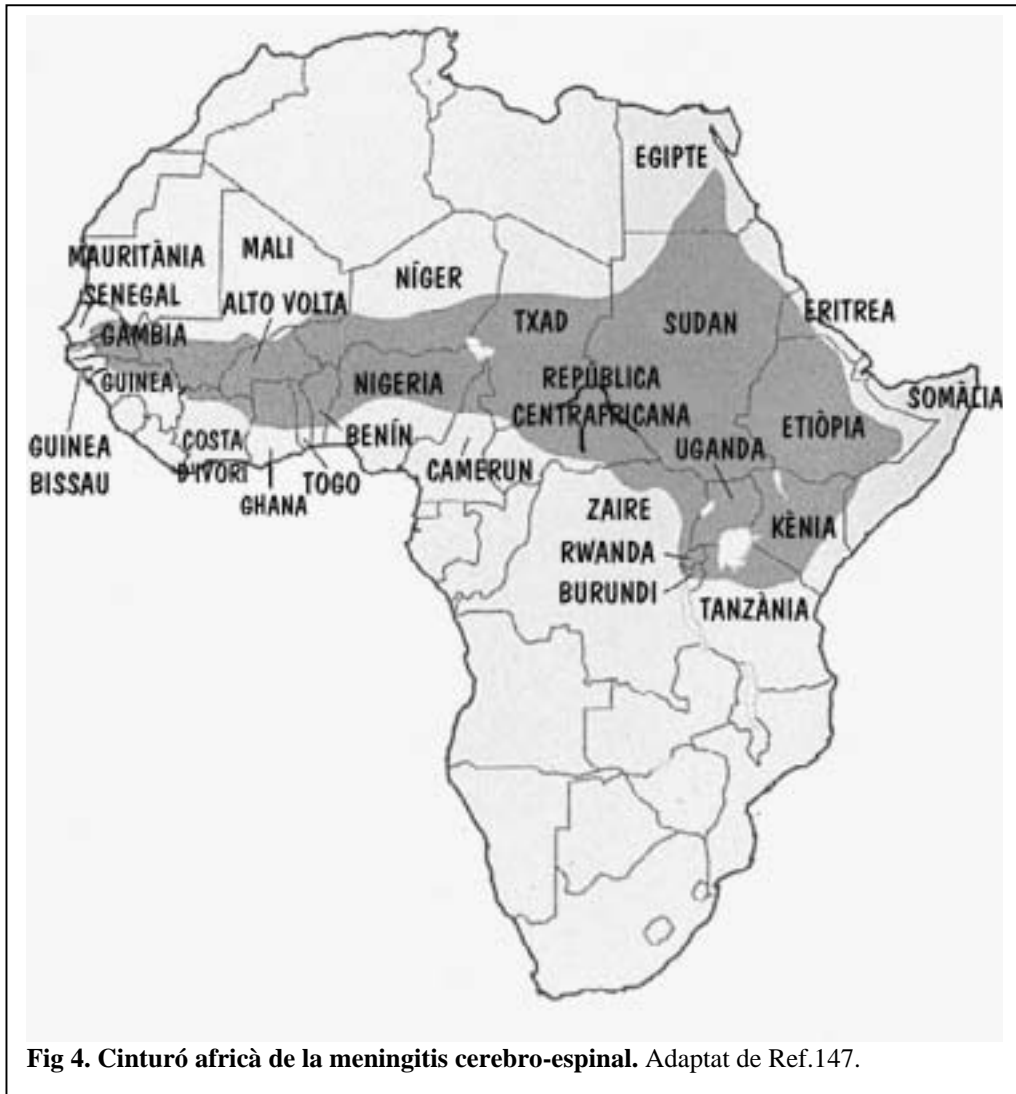 EGIPTE
MAURITÀNIA
MALI
NÍGER
SENEGAL
ALTO VOLTA
TXAD
SUDAN
ERITREA
GÀMBIA
GUINEA
NIGERIA
REPÚBLICA
CENTRAFRICANA
SOMÀLIA
ETIÒPIA
GUINEA
BISSAU
COSTA
D'IVORI
BENÍN
UGANDA
GHANA
TOGO
CAMERUN
ZAIRE
KÈNIA
RWANDA
BURUNDI
TANZÀNIA
Fig 4. Cinturó africà de la meningitis cerebro-espinal. Adaptat de Ref.147.